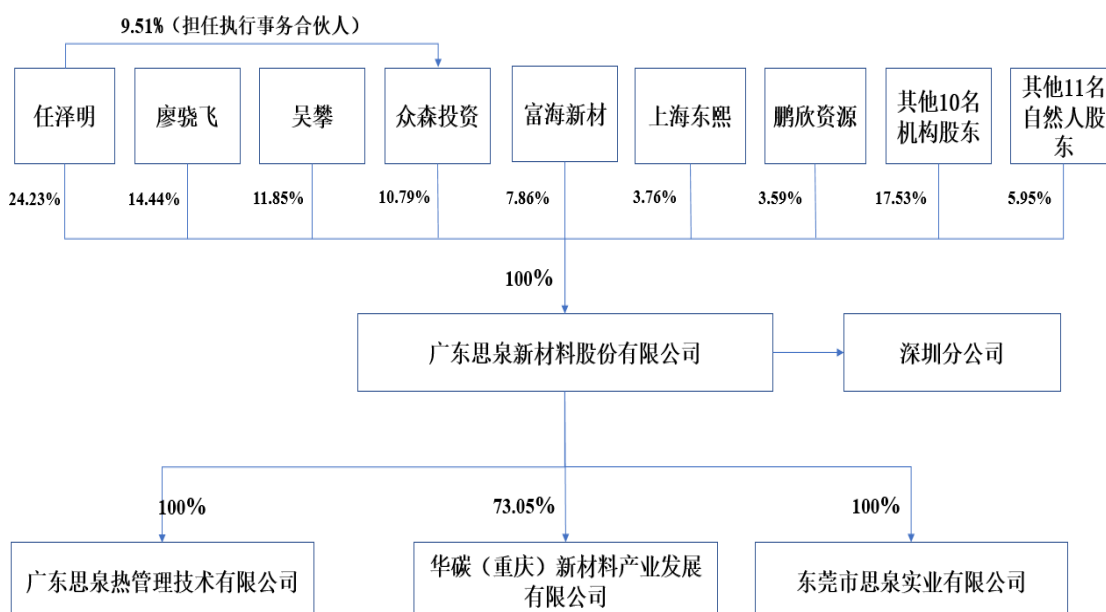 9.51%（担任执行事务合伙人）
任泽明
廖骁飞
吴攀
众森投资
富海新材
上海东熙
鹏欣资源
其他10名
机构股东
其他11名
自然人股
东
24.23%
14.44%
11.85%
10.79%
7.86%
3.76%
3.59%
17.53%
5.95%
100%
广东思泉新材料股份有限公司
深圳分公司
100%
73.05%
100%
广东思泉热管理技术有限公司
华碳（重庆）新材料产业发展
有限公司
东莞市思泉实业有限公司